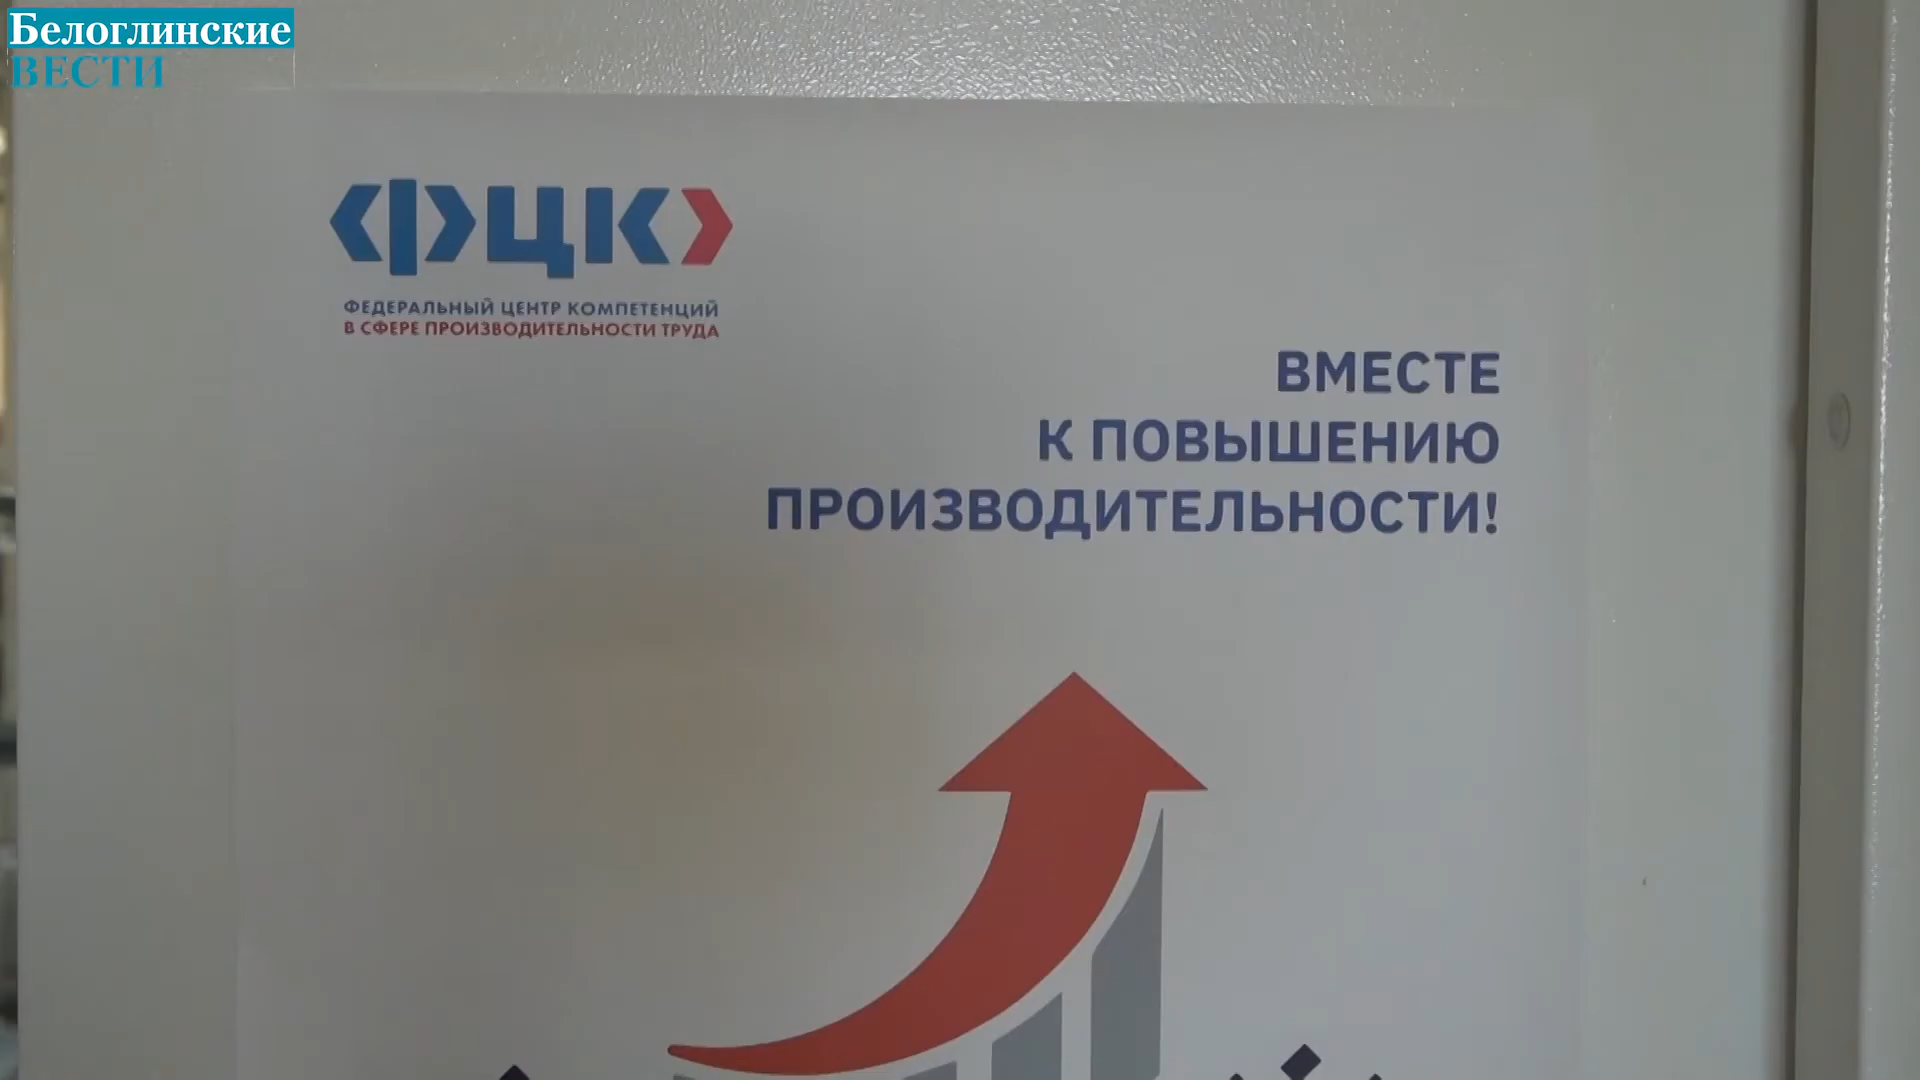 Белоглинские
ВЕСТИ
ФЦК
ФЕДЕРАЛЬНЫЙ ЦЕНТР КОМПЕТЕНЦИЙ
В СФЕРЕ ПРОИЗВОДИТЕЛЬНОСТИ ТРУДА
ВМЕСТЕ
К ПОВЫШЕНИЮ
ПРОИЗВОДИТЕЛЬНОСТИ!